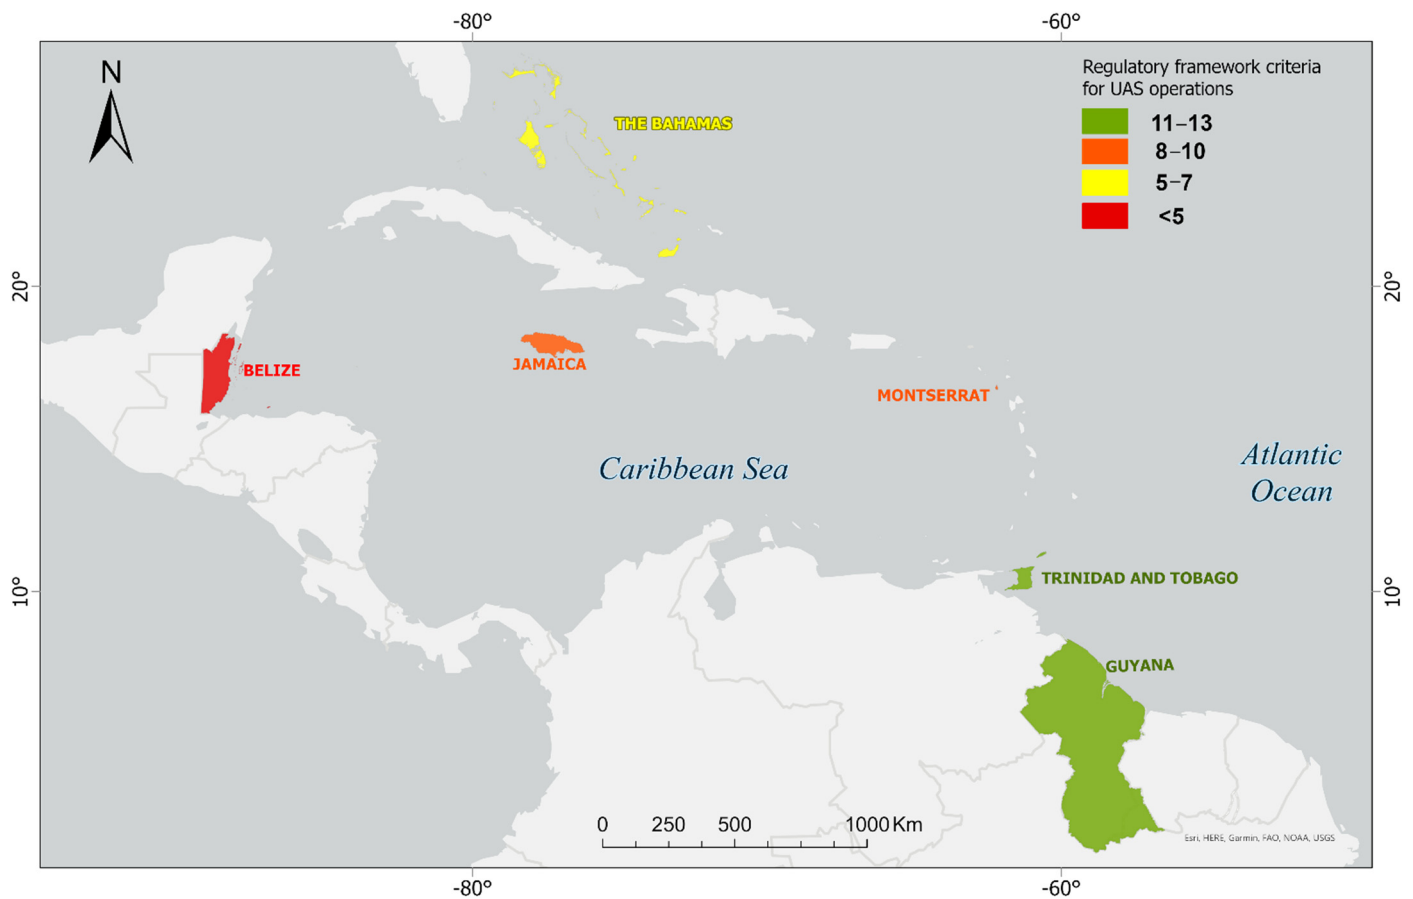 -80° -60°
N
Regulatory framework criteria
for UAS operations
11–13
8–10
5–7
<5
THE BAHAMAS
20° 20°
JAMAICA
BELIZE
MONTSERRAT
Caribbean Sea
Atlantic
Ocean
TRINIDAD AND TOBAGO
10° 10°
GUYANA
0 250 500 1000 Km
Esri, HERE, Garmin, FAO, NOAA, USGS
-80° -60°